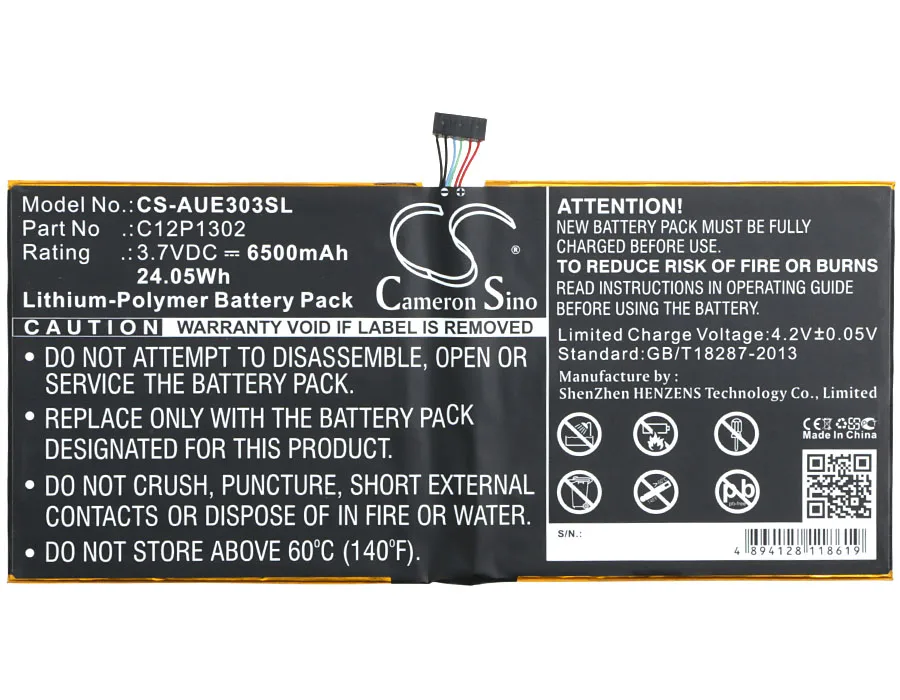 Model No.: CS-AUE303SL
Part No .: C12P1302
Rating .: 3.7VDC ⎓ 6500mAh
24.05Wh
Lithium-Polymer Battery Pack
Cameron Sino
®
CAUTION WARRANTY VOID IF LABEL IS REMOVED
• DO NOT ATTEMPT TO DISASSEMBLE, OPEN OR
SERVICE THE BATTERY PACK.
• REPLACE ONLY WITH THE BATTERY PACK
DESIGNATED FOR THIS PRODUCT.
• DO NOT CRUSH, PUNCTURE, SHORT EXTERNAL
CONTACTS OR DISPOSE OF IN FIRE OR WATER.
• DO NOT STORE ABOVE 60°C (140°F).
ATTENTION!
NEW BATTERY PACK MUST BE FULLY
CHARGED BEFORE USE.
TO REDUCE RISK OF FIRE OR BURNS
READ INSTRUCTIONS IN OPERATING GUIDE
BEFORE USING THE BATTERY.
Limited Charge Voltage:4.2V±0.05V
Standard:GB/T18287-2013
Manufacture by :
ShenZhen HENZENS Technology Co., Limited
CE
Made In China
pb
pb-free
S/N.:
4 894128 118619